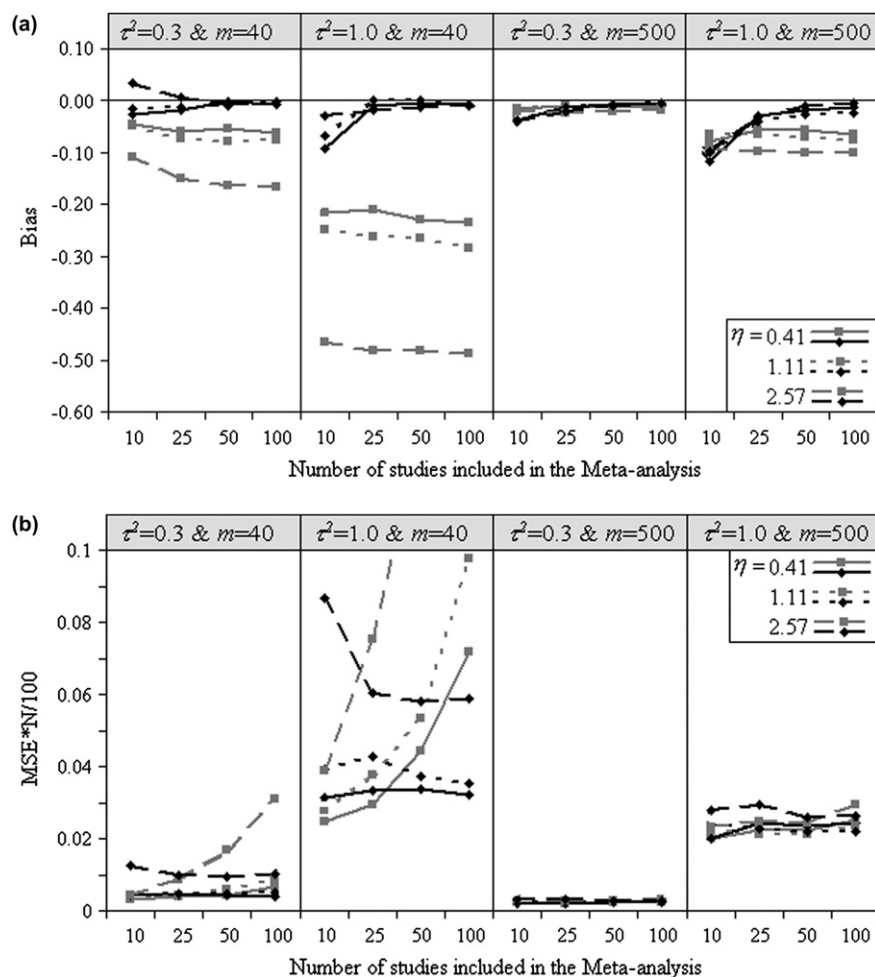 (a)
τ²=0.3 & m=40 τ²=1.0 & m=40 τ²=0.3 & m=500 τ²=1.0 & m=500
0.10
0.00
-0.10
-0.20
-0.30
-0.40
-0.50
-0.60
Bias
η = 0.41
1.11
2.57
10 25 50 100 10 25 50 100 10 25 50 100 10 25 50 100
Number of studies included in the Meta-analysis
(b)
τ²=0.3 & m=40 τ²=1.0 & m=40 τ²=0.3 & m=500 τ²=1.0 & m=500
0.1
0.08
0.06
0.04
0.02
0
MSE*N/100
η = 0.41
1.11
2.57
10 25 50 100 10 25 50 100 10 25 50 100 10 25 50 100
Number of studies included in the Meta-analysis